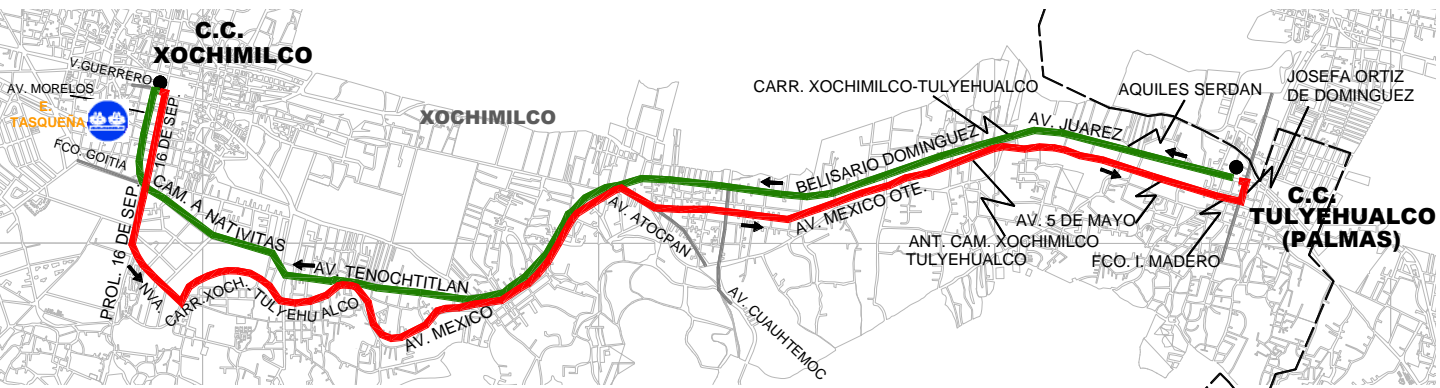 C.C.
XOCHIMILCO
V.GUERRERO
AV. MORELOS
E.
TASQUEÑA
FCO. GOITIA
16 DE SEP.
CAM. A NATIVITAS
PROL. 16 DE SEP.
NVA.
CARR.XOCH. TULYEHU ALCO
AV. TENOCHTITLAN
AV. MEXICO
XOCHIMILCO
AV. ATOCPAN
AV. CUAUHTEMOC
BELISARIO DOMINGUEZ
AV. MEXICO OTE.
CARR. XOCHIMILCO-TULYEHUALCO
AV. JUAREZ
AQUILES SERDAN
JOSEFA ORTIZ
DE DOMINGUEZ
AV. 5 DE MAYO
ANT. CAM. XOCHIMILCO
TULYEHUALCO
FCO. I. MADERO
C.C.
TULYEHUALCO
(PALMAS)